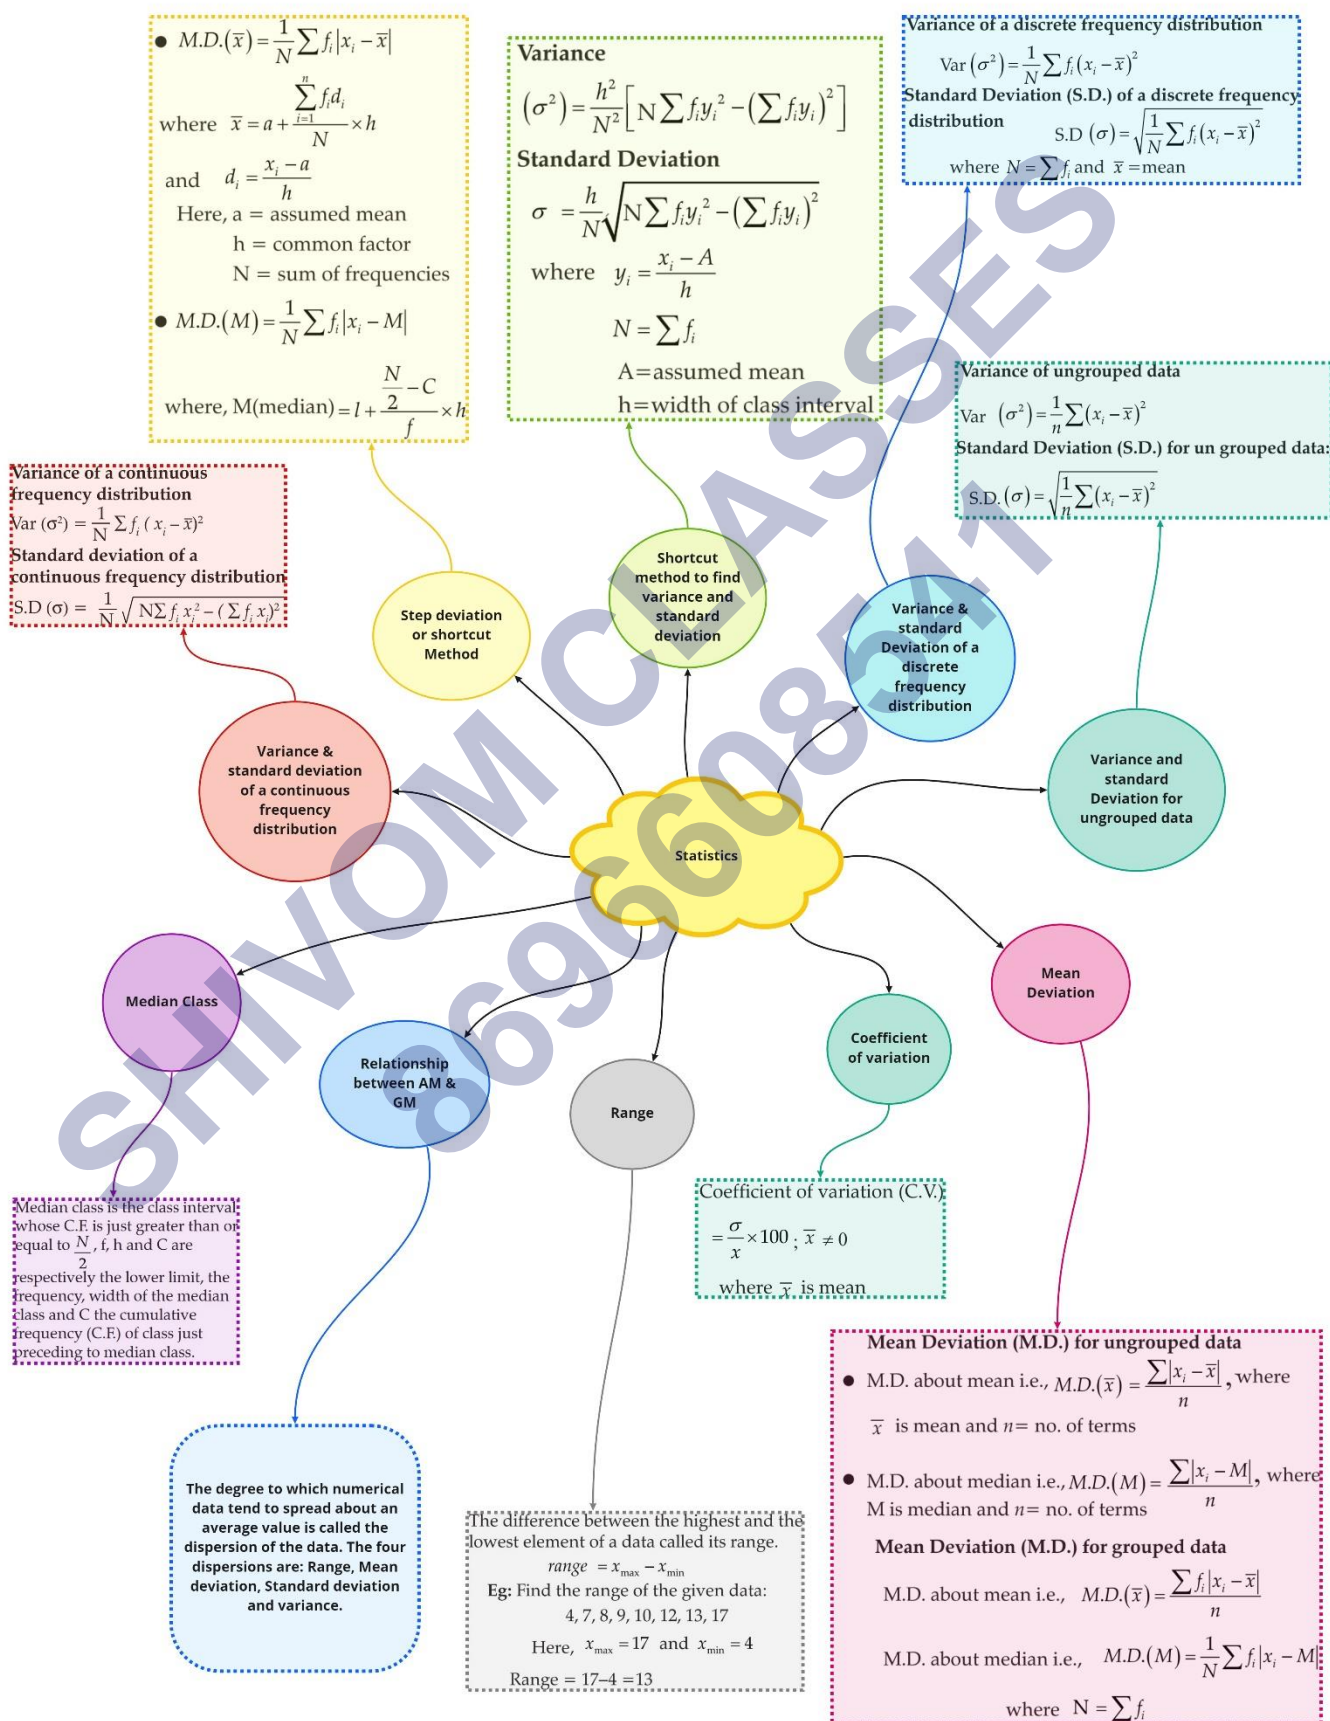 • M.D.(x̄) = 1/N ∑ fᵢ|xᵢ − x̄|
where x̄ = a + (∑ᵢ₌₁ⁿ fᵢdᵢ)/N × h
and dᵢ = (xᵢ − a)/h
Here, a = assumed mean
h = common factor
N = sum of frequencies
• M.D.(M) = 1/N ∑ fᵢ|xᵢ − M|
where, M(median) = l + (N/2 − C)/f × h
Variance
(σ²) = h²/N² [N∑fᵢyᵢ² − (∑fᵢyᵢ)²]
Standard Deviation
σ = h/N √(N∑fᵢyᵢ² − (∑fᵢyᵢ)²)
where yᵢ = (xᵢ − A)/h
N = ∑fᵢ
A=assumed mean
h=width of class interval
Variance of a discrete frequency distribution
Var (σ²) = 1/N ∑ fᵢ(xᵢ − x̄)²
Standard Deviation (S.D.) of a discrete frequency
distribution S.D (σ) = √(1/N ∑ fᵢ(xᵢ − x̄)²)
where N = ∑fᵢ and x̄ =mean
Variance of ungrouped data
Var (σ²) = 1/n ∑(xᵢ − x̄)²
Standard Deviation (S.D.) for un grouped data:
S.D. (σ) = √(1/n ∑(xᵢ − x̄)²)
Variance of a continuous
frequency distribution
Var (σ²) = 1/N ∑ fᵢ ( xᵢ − x̄)²
Standard deviation of a
continuous frequency distribution
S.D (σ) = 1/N √(N∑ fᵢ xᵢ² − ( ∑ fᵢ xᵢ)²)
Step deviation
or shortcut
Method
Shortcut
method to find
variance and
standard
deviation
Variance &
standard
Deviation of a
discrete
frequency
distribution
Variance &
standard deviation
of a continuous
frequency
distribution
Variance and
standard
Deviation for
ungrouped data
Statistics
Median Class
Relationship
between AM &
GM
Range
Coefficient
of variation
Mean
Deviation
Median class is the class interval
whose C.F. is just greater than or
equal to N/2, f, h and C are
respectively the lower limit, the
frequency, width of the median
class and C the cumulative
frequency (C.F.) of class just
preceding to median class.
Coefficient of variation (C.V.)
= σ/x × 100 ; x̄ ≠ 0
where x̄ is mean
The degree to which numerical
data tend to spread about an
average value is called the
dispersion of the data. The four
dispersions are: Range, Mean
deviation, Standard deviation
and variance.
The difference between the highest and the
lowest element of a data called its range.
range = xₘₐₓ − xₘᵢₙ
Eg: Find the range of the given data:
4, 7, 8, 9, 10, 12, 13, 17
Here, xₘₐₓ = 17 and xₘᵢₙ = 4
Range = 17–4 =13
Mean Deviation (M.D.) for ungrouped data
• M.D. about mean i.e., M.D.(x̄) = ∑|xᵢ − x̄|/n, where
x̄ is mean and n= no. of terms
• M.D. about median i.e., M.D.(M) = ∑|xᵢ − M|/n, where
M is median and n= no. of terms
Mean Deviation (M.D.) for grouped data
M.D. about mean i.e., M.D.(x̄) = ∑fᵢ|xᵢ − x̄|/n
M.D. about median i.e., M.D.(M) = 1/N ∑ fᵢ|xᵢ − M|
where N = ∑fᵢ
SHIVOM CLASSES
8696608541